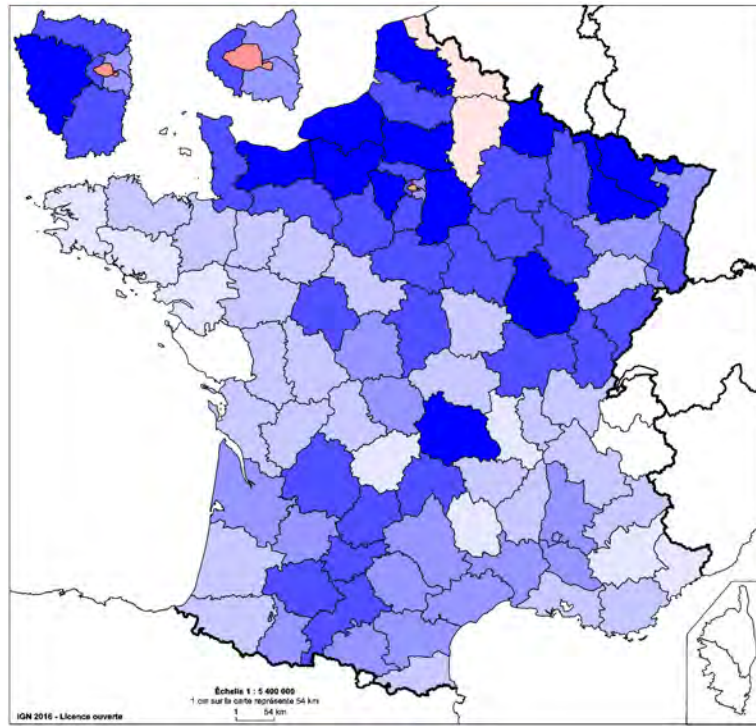 Échelle 1 : 5 400 000
1 cm sur la carte représente 54 km
1 54 km
IGN 2016 - Licence ouverte